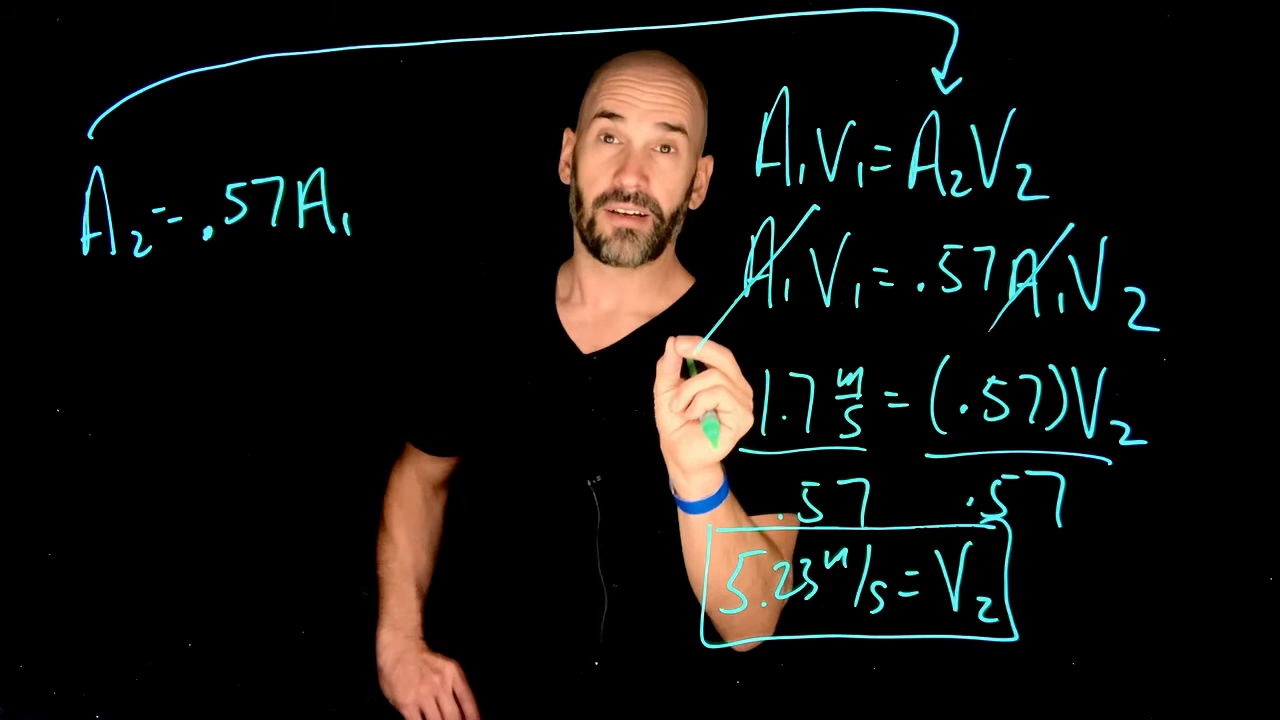 A₂ = .57A₁
A₁V₁ = A₂V₂
A₁V₁ = .57A₁V₂
1.7 m/s = (.57)V₂
.57 .57
5.23 m/s = V₂